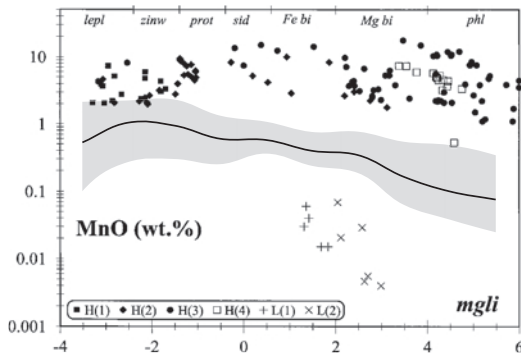 lepl zinw prot sid Fe bi Mg bi phl
10
1
0.1
0.01
0.001
MnO (wt.%)
mgli
H(1) H(2) H(3) H(4) L(1) L(2)
-4 -2 0 2 4 6